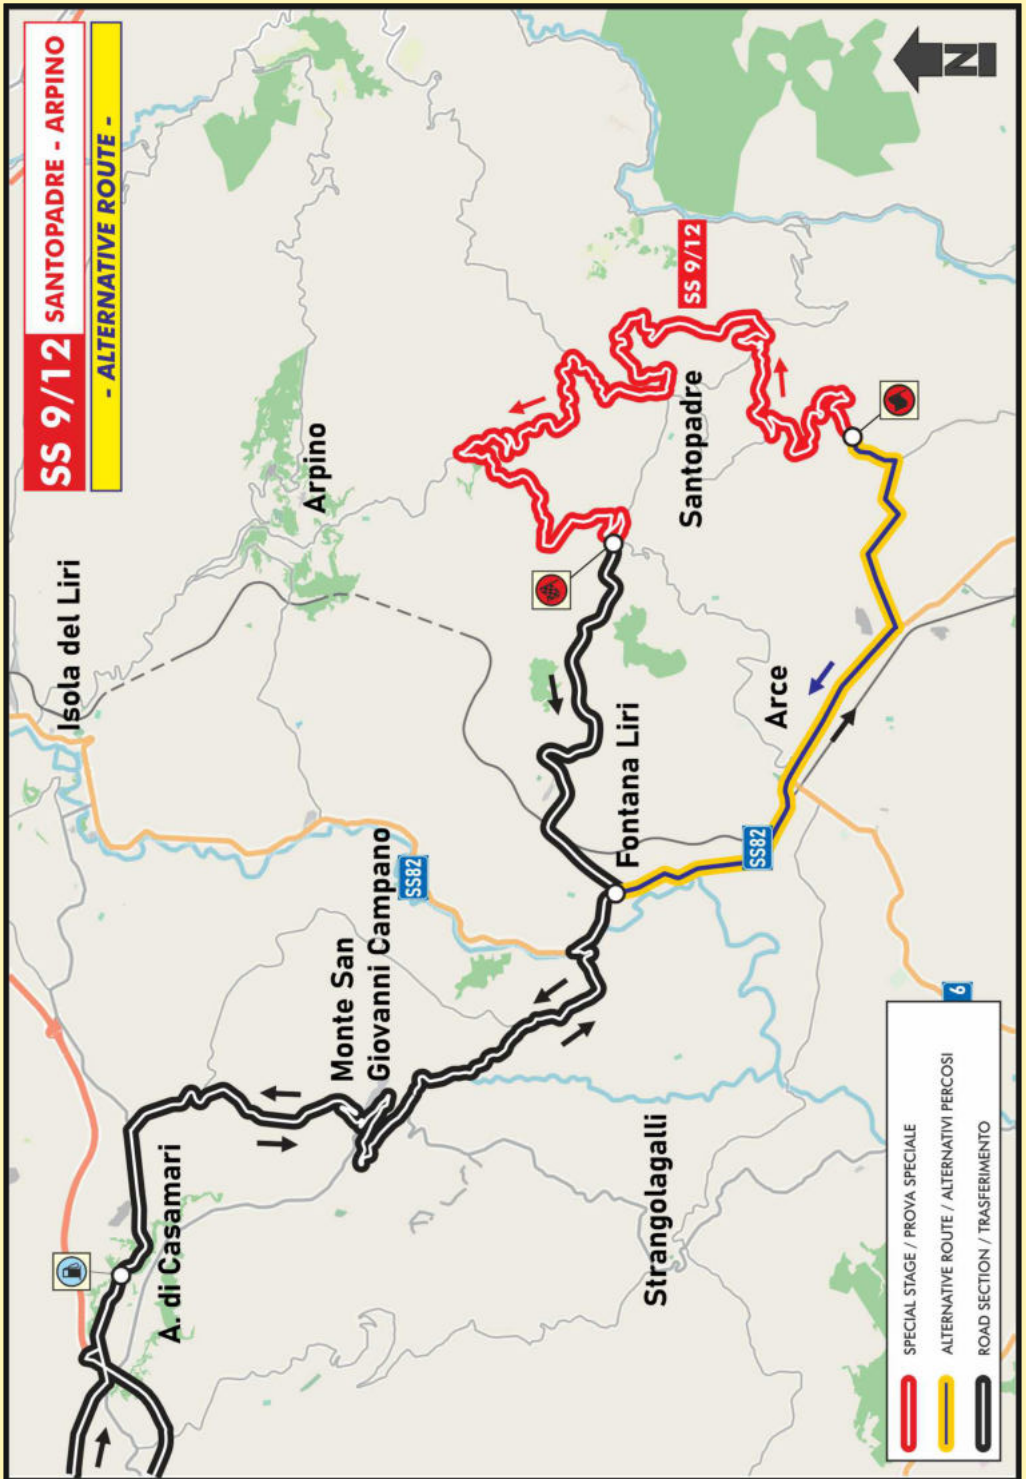 SS 9/12 SANTOPADRE - ARPINO
- ALTERNATIVE ROUTE -
N
Isola del Liri
Arpino
SS 9/12
Santopadre
SS82
Monte San
Giovanni Campano
Fontana Liri
Arce
SS82
A. di Casamari
Strangolagalli
6
SPECIAL STAGE / PROVA SPECIALE
ALTERNATIVE ROUTE / ALTERNATIVI PERCOSI
ROAD SECTION / TRASFERIMENTO